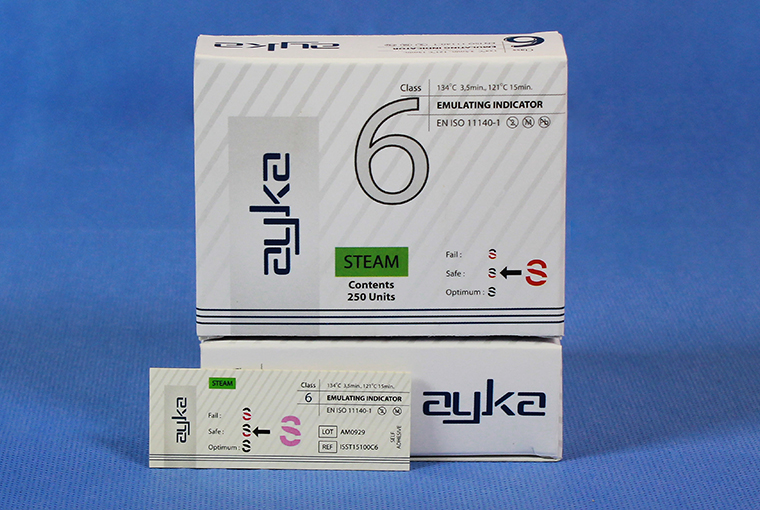 ayka
6
Class
134°C 3,5min., 121°C 15min.
EMULATING INDICATOR
EN ISO 11140-1
6
ayka
STEAM
Contents
250 Units
Fail :
Safe :
Optimum :
ayka
STEAM
Class
6
134°C 3,5min., 121°C 15min.
EMULATING INDICATOR
EN ISO 11140-1
ayka
Fail :
Safe :
Optimum :
LOT AM0929
REF ISST15100C6
SELF
ADHESIVE